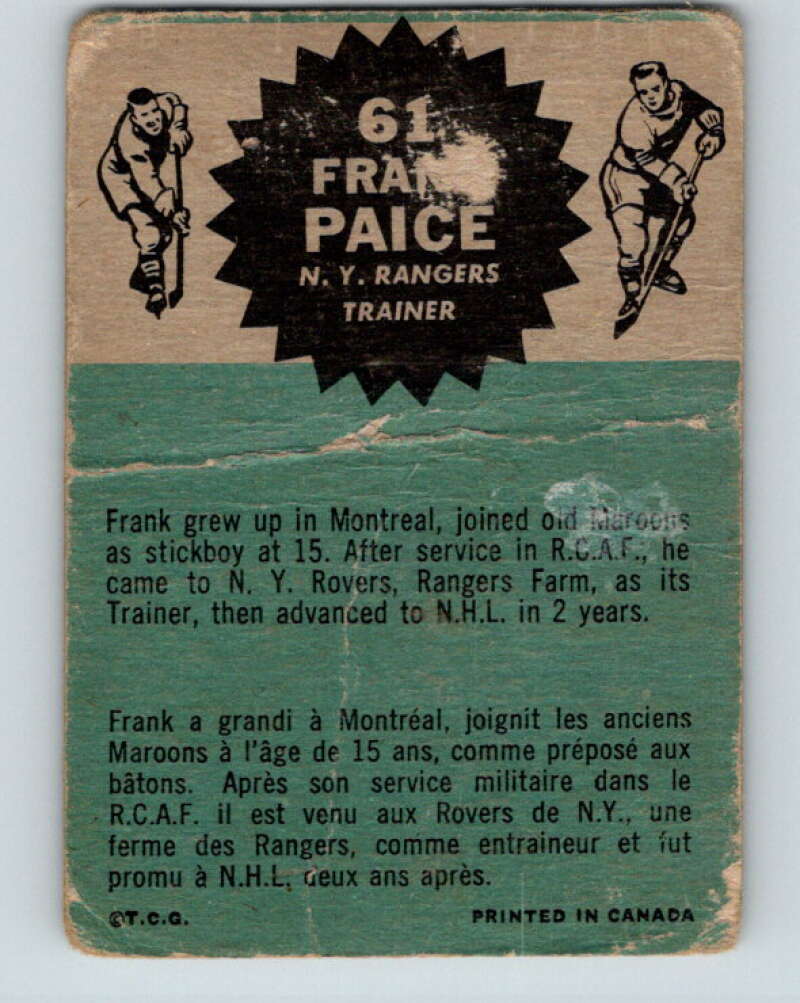 61
FRANK
PAICE
N. Y. RANGERS
TRAINER
Frank grew up in Montreal, joined old Maroons
as stickboy at 15. After service in R.C.A.F., he
came to N. Y. Rovers, Rangers Farm, as its
Trainer, then advanced to N.H.L. in 2 years.
Frank a grandi à Montréal, joignit les anciens
Maroons à l'âge de 15 ans, comme préposé aux
bâtons. Après son service militaire dans le
R.C.A.F. il est venu aux Rovers de N.Y., une
ferme des Rangers, comme entraineur et fut
promu à N.H.L. deux ans après.
©T.C.G.
PRINTED IN CANADA